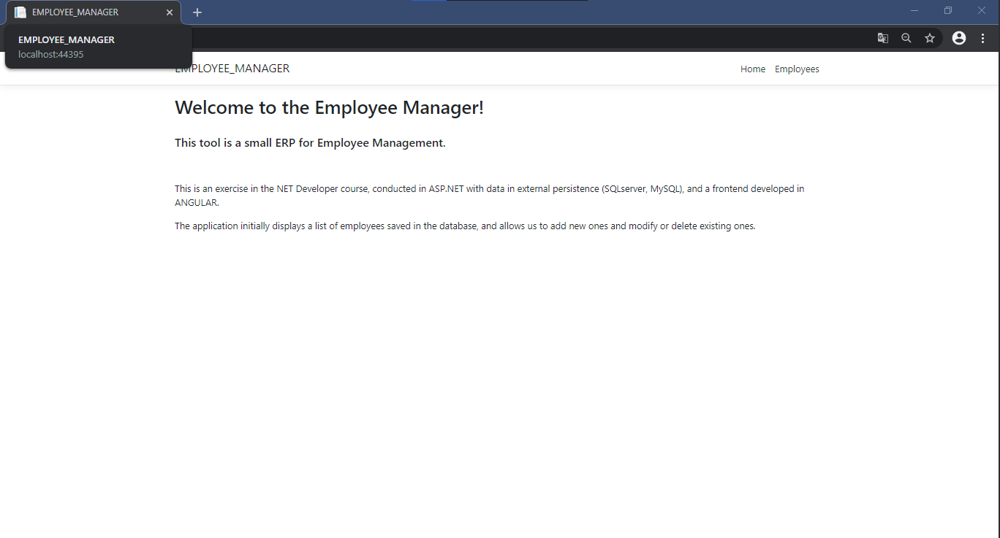 EMPLOYEE_MANAGER
EMPLOYEE_MANAGER
localhost:44395
EMPLOYEE_MANAGER
Home Employees
Welcome to the Employee Manager!
This tool is a small ERP for Employee Management.
This is an exercise in the NET Developer course, conducted in ASP.NET with data in external persistence (SQLserver, MySQL), and a frontend developed in
ANGULAR.
The application initially displays a list of employees saved in the database, and allows us to add new ones and modify or delete existing ones.